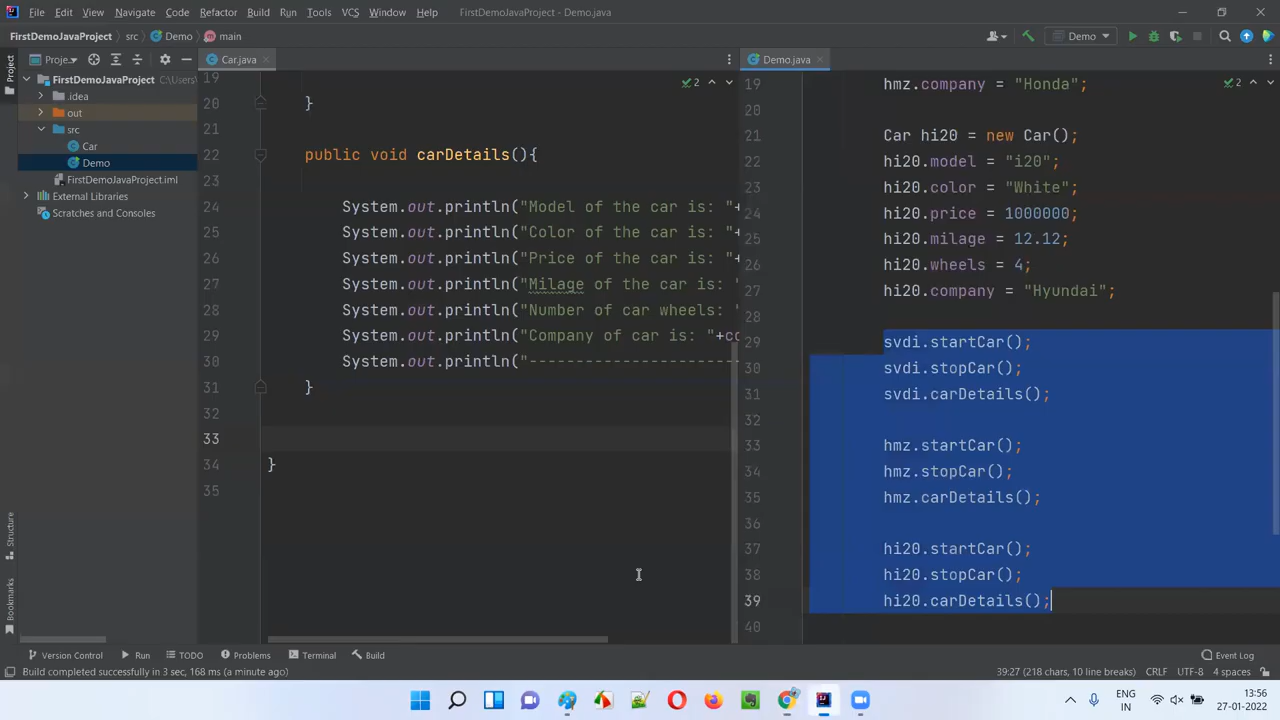 File Edit View Navigate Code Refactor Build Run Tools VCS Window Help FirstDemoJavaProject - Demo.java
FirstDemoJavaProject src Demo main Demo
Project Proje... Car.java Demo.java
FirstDemoJavaProject C:\Users\
.idea
out
src
Car
Demo
FirstDemoJavaProject.iml
External Libraries
Scratches and Consoles
Structure
Bookmarks
2
19
20 }
21
22 public void carDetails(){
23
24 System.out.println("Model of the car is: "+
25 System.out.println("Color of the car is: "+
26 System.out.println("Price of the car is: "+
27 System.out.println("Milage of the car is: "
28 System.out.println("Number of car wheels: "
29 System.out.println("Company of car is: "+co
30 System.out.println("-----------------------
31 }
32
33
34 }
35
2
19 hmz.company = "Honda";
20
21 Car hi20 = new Car();
22 hi20.model = "i20";
23 hi20.color = "White";
24 hi20.price = 1000000;
25 hi20.milage = 12.12;
26 hi20.wheels = 4;
27 hi20.company = "Hyundai";
28
29 svdi.startCar();
30 svdi.stopCar();
31 svdi.carDetails();
32
33 hmz.startCar();
34 hmz.stopCar();
35 hmz.carDetails();
36
37 hi20.startCar();
38 hi20.stopCar();
39 hi20.carDetails();
40
Version Control Run TODO Problems Terminal Build Event Log
Build completed successfully in 3 sec, 168 ms (a minute ago) 39:27 (218 chars, 10 line breaks) CRLF UTF-8 4 spaces
ENG
IN
13:56
27-01-2022